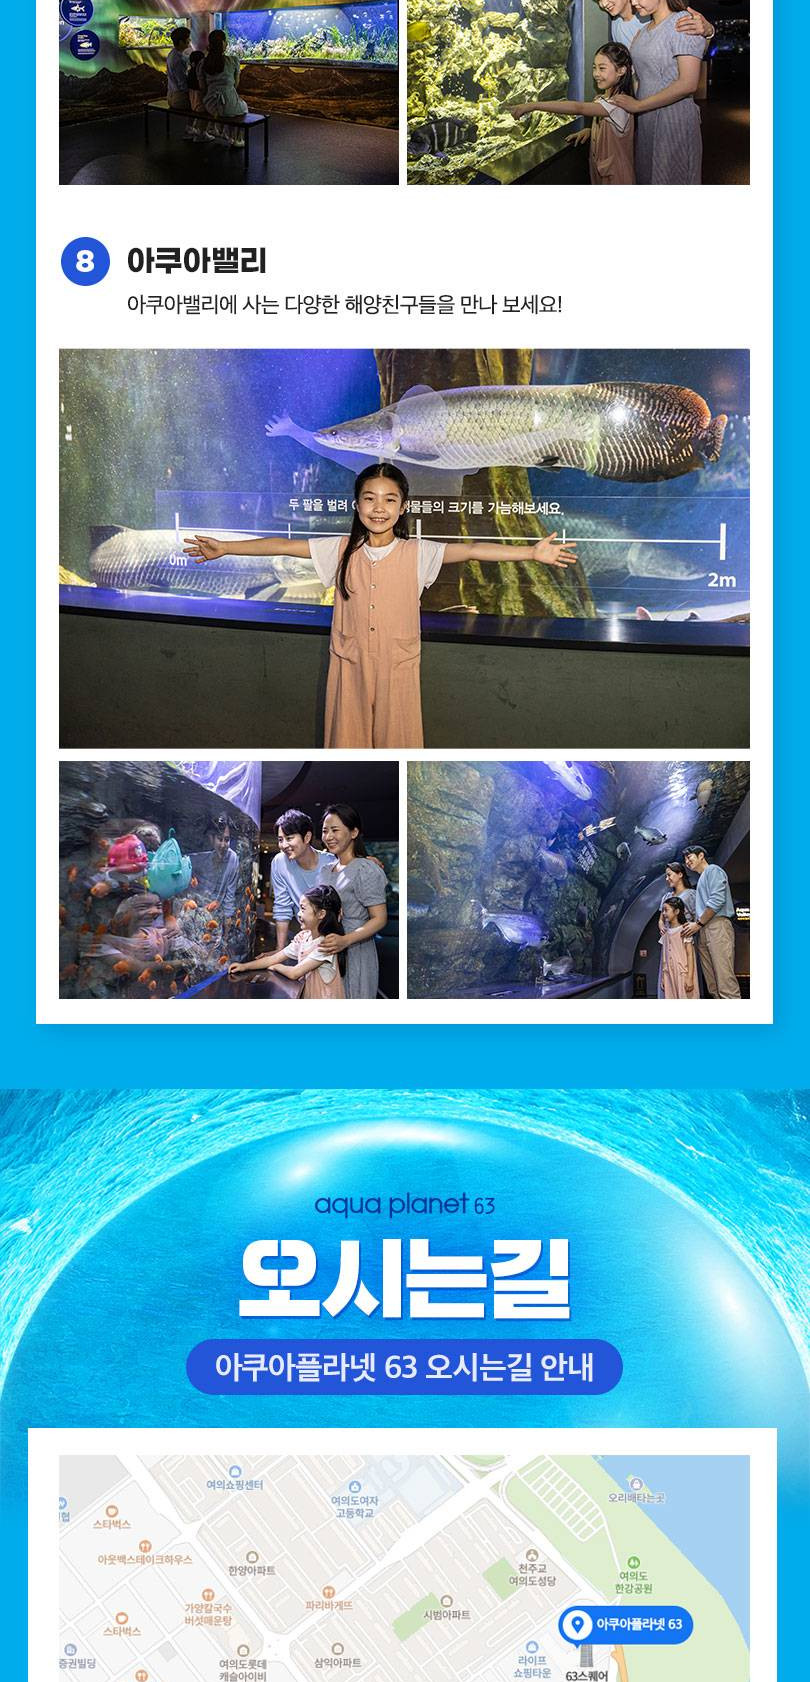 8 아쿠아밸리
아쿠아밸리에 사는 다양한 해양친구들을 만나 보세요!
두 팔을 벌려
물들의 크기를 가늠해보세요.
0m
2m
aqua planet 63
오시는길
아쿠아플라넷 63 오시는길 안내
여의쇼핑센터
여의도여자
고등학교
오리배타는곳
협
스타벅스
아웃백스테이크하우스
한양아파트
천주교
여의도성당
여의도
한강공원
가양칼국수
버섯매운탕
파리바게뜨
시범아파트
아쿠아플라넷 63
스타벅스
증권빌딩
여의도롯데
캐슬아이비
삼익아파트
라이프
쇼핑타운
63스퀘어